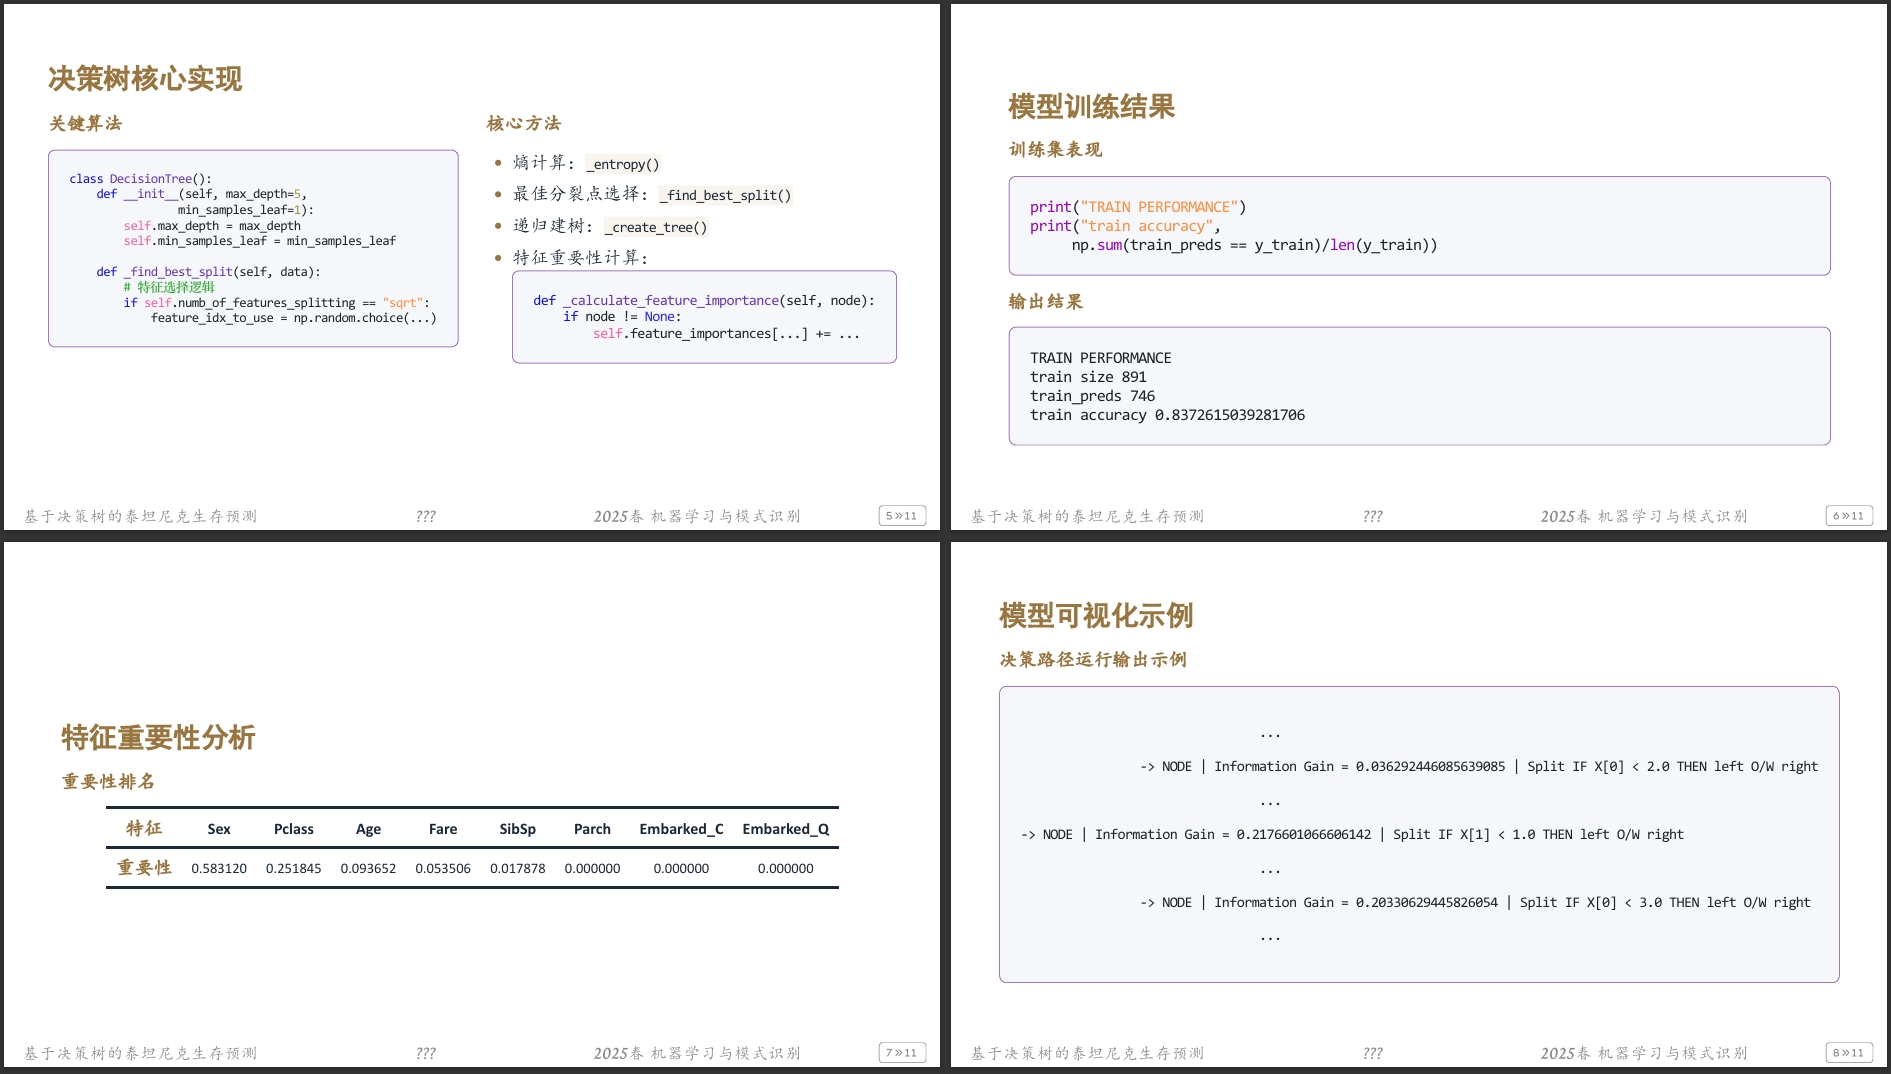 决策树核心实现
关键算法
class DecisionTree():
    def __init__(self, max_depth=5,
                min_samples_leaf=1):
        self.max_depth = max_depth
        self.min_samples_leaf = min_samples_leaf
    def _find_best_split(self, data):
        # 特征选择逻辑
        if self.numb_of_features_splitting == "sqrt":
            feature_idx_to_use = np.random.choice(...)
核心方法
• 熵计算：_entropy()
• 最佳分裂点选择：_find_best_split()
• 递归建树：_create_tree()
• 特征重要性计算：
def _calculate_feature_importance(self, node):
    if node != None:
        self.feature_importances[...] += ...
基于决策树的泰坦尼克生存预测 ??? 2025春 机器学习与模式识别 5»11
模型训练结果
训练集表现
print("TRAIN PERFORMANCE")
print("train accuracy",
     np.sum(train_preds == y_train)/len(y_train))
输出结果
TRAIN PERFORMANCE
train size 891
train_preds 746
train accuracy 0.8372615039281706
基于决策树的泰坦尼克生存预测 ??? 2025春 机器学习与模式识别 6»11
特征重要性分析
重要性排名
特征 Sex Pclass Age Fare SibSp Parch Embarked_C Embarked_Q
重要性 0.583120 0.251845 0.093652 0.053506 0.017878 0.000000 0.000000 0.000000
基于决策树的泰坦尼克生存预测 ??? 2025春 机器学习与模式识别 7»11
模型可视化示例
决策路径运行输出示例
...
-> NODE | Information Gain = 0.036292446085639085 | Split IF X[0] < 2.0 THEN left O/W right
...
-> NODE | Information Gain = 0.2176601066606142 | Split IF X[1] < 1.0 THEN left O/W right
...
-> NODE | Information Gain = 0.20330629445826054 | Split IF X[0] < 3.0 THEN left O/W right
...
基于决策树的泰坦尼克生存预测 ??? 2025春 机器学习与模式识别 8»11